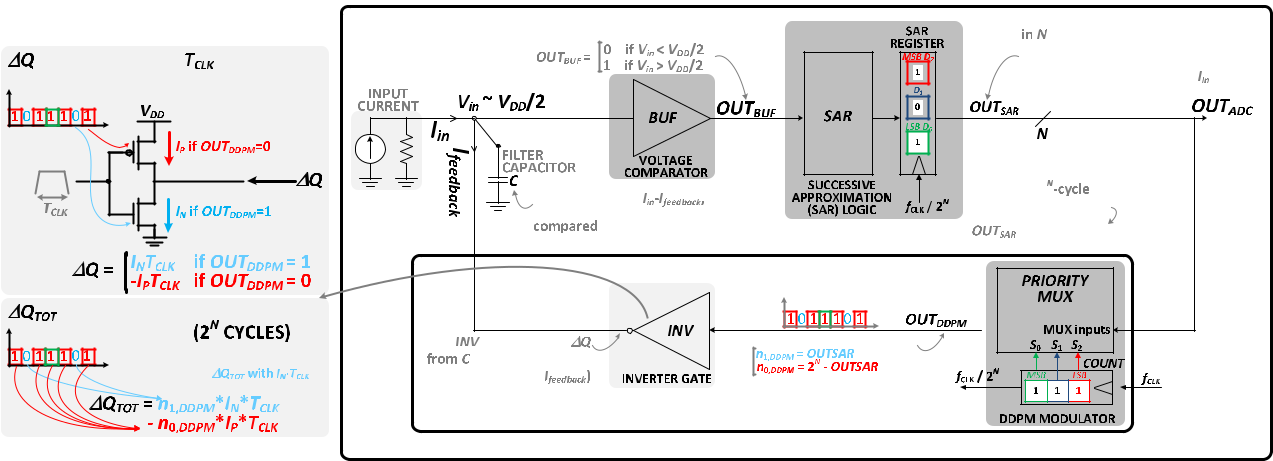 ΔQ
T_CLK
1 0 1 1 1 0 1
V_DD
I_P if OUT_DDPM=0
ΔQ
T_CLK
I_N if OUT_DDPM=1
ΔQ = I_N T_CLK if OUT_DDPM = 1
-I_P T_CLK if OUT_DDPM = 0
ΔQ_TOT
(2^N CYCLES)
1 0 1 1 1 0 1
ΔQ_TOT with I_N·T_CLK
ΔQ_TOT = n_1,DDPM*I_N*T_CLK
- n_0,DDPM*I_P*T_CLK
OUT_BUF = 0 if V_in < V_DD/2
1 if V_in > V_DD/2
INPUT
CURRENT
V_in ~ V_DD/2
I_in
I_feedback
FILTER
CAPACITOR
C
compared
BUF
VOLTAGE
COMPARATOR
I_in-I_feedback,
OUT_BUF
SAR
SUCCESSIVE
APPROXIMATION
(SAR) LOGIC
SAR
REGISTER
MSB D_2
1
D_1
0
LSB D_0
1
f_CLK / 2^N
in N
OUT_SAR
N
I_in
OUT_ADC
N-cycle
OUT_SAR
PRIORITY
MUX
MUX inputs
S_0 S_1 S_2
COUNT
MSB LSB
1 1 1
f_CLK / 2^N
f_CLK
DDPM MODULATOR
OUT_DDPM
1 0 1 1 1 0 1
n_1,DDPM = OUTSAR
n_0,DDPM = 2^N - OUTSAR
INV
INVERTER GATE
ΔQ
I_feedback)
INV
from C